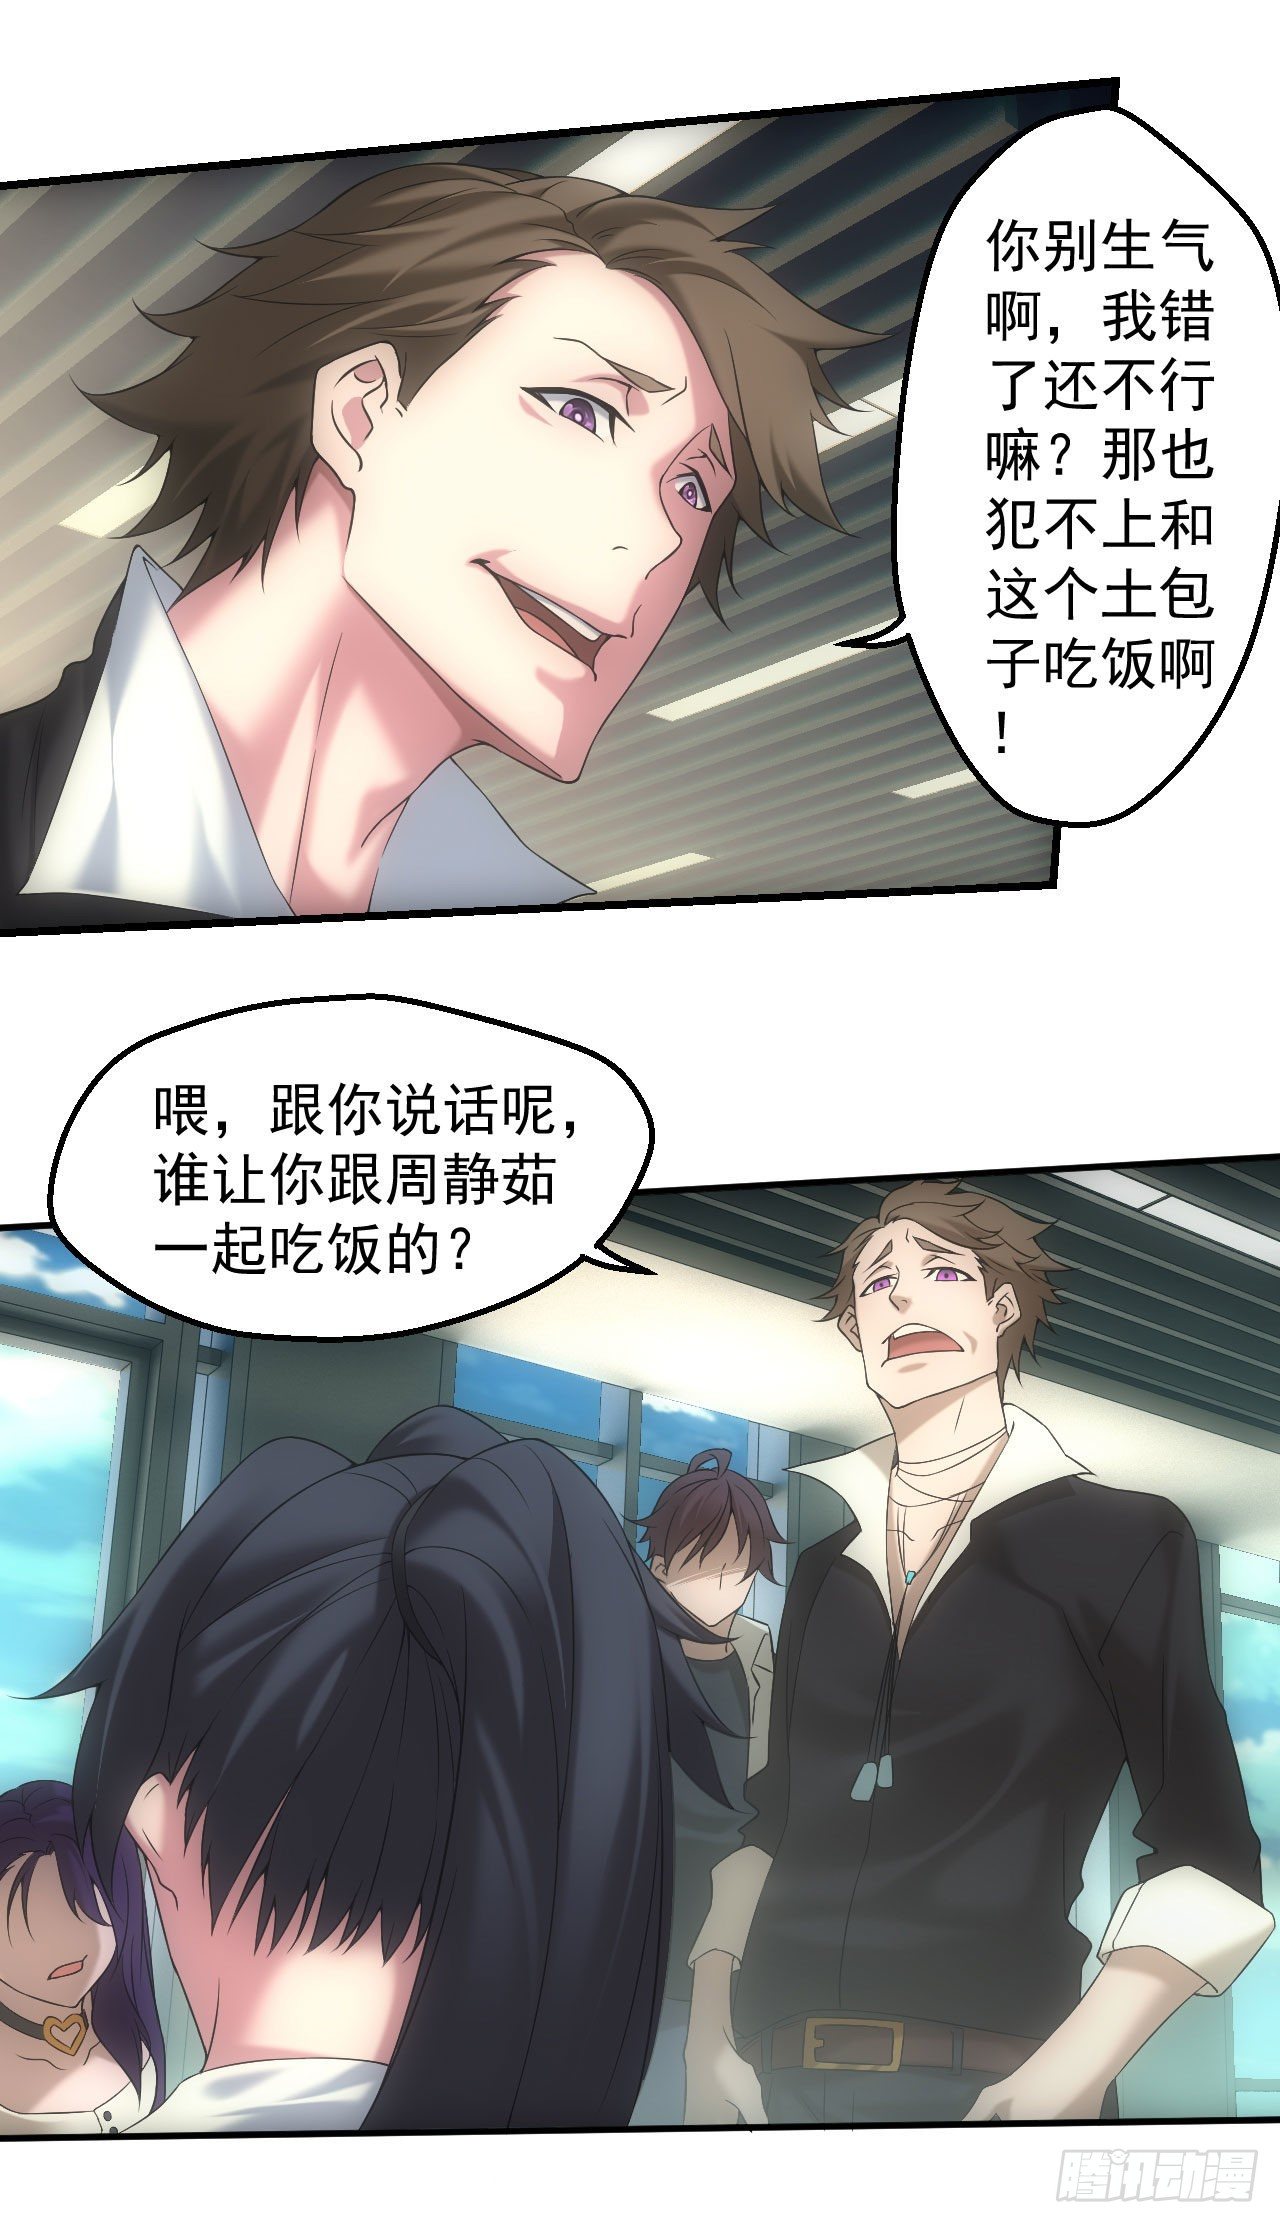 你别生气
啊，我错
了还不行
嘛？那也
犯不上和
这个土包
子吃饭啊
！
喂，跟你说话呢，
谁让你跟周静茹
一起吃饭的？
腾讯动漫